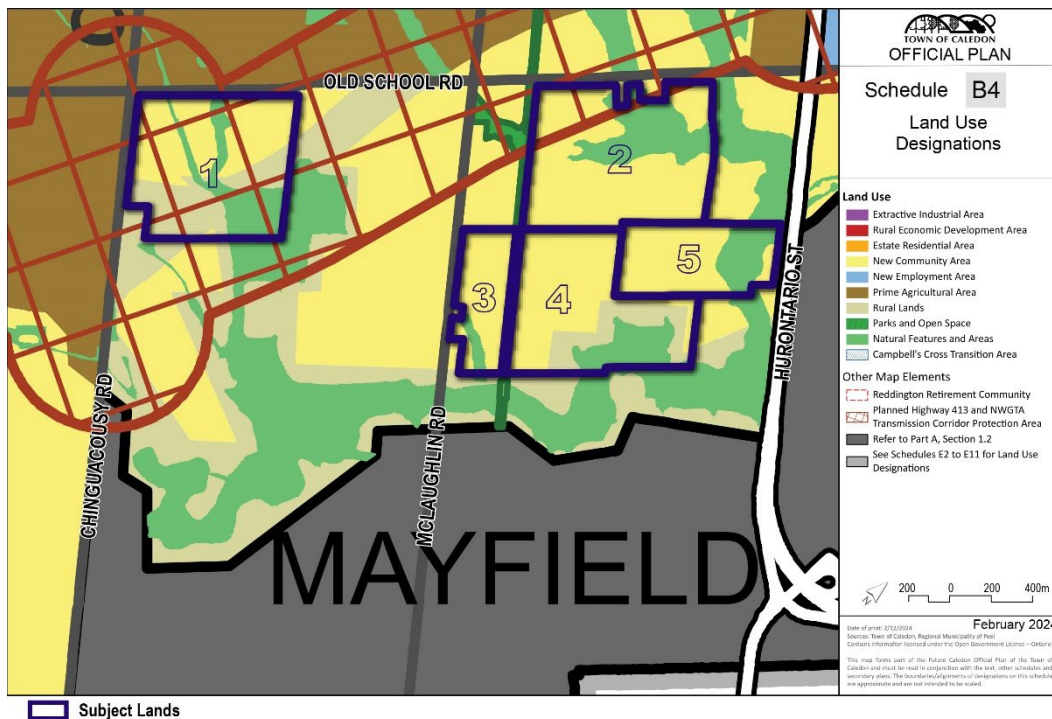 OLD SCHOOL RD
1
2
3
4
5
CHINGUACOUSY RD
MCLAUGHLIN RD
HURONTARIO ST
MAYFIELD
TOWN OF CALEDON
OFFICIAL PLAN
Schedule B4
Land Use
Designations
Land Use
Extractive Industrial Area
Rural Economic Development Area
Estate Residential Area
New Community Area
New Employment Area
Prime Agricultural Area
Rural Lands
Parks and Open Space
Natural Features and Areas
Campbell's Cross Transition Area
Other Map Elements
Reddington Retirement Community
Planned Highway 413 and NWGTA
Transmission Corridor Protection Area
Refer to Part A, Section 1.2
See Schedules E2 to E11 for Land Use
Designations
200 0 200 400m
February 2024
Date of print: 2/12/2024
Sources: Town of Caledon, Regional Municipality of Peel
Contains information licensed under the Open Government Licence – Ontario
This map forms part of the Future Caledon Official Plan of the Town of
Caledon and must be read in conjunction with the text, other schedules and
secondary plans. The boundaries/alignments of designations on this schedule
are approximate and are not intended to be scaled.
Subject Lands